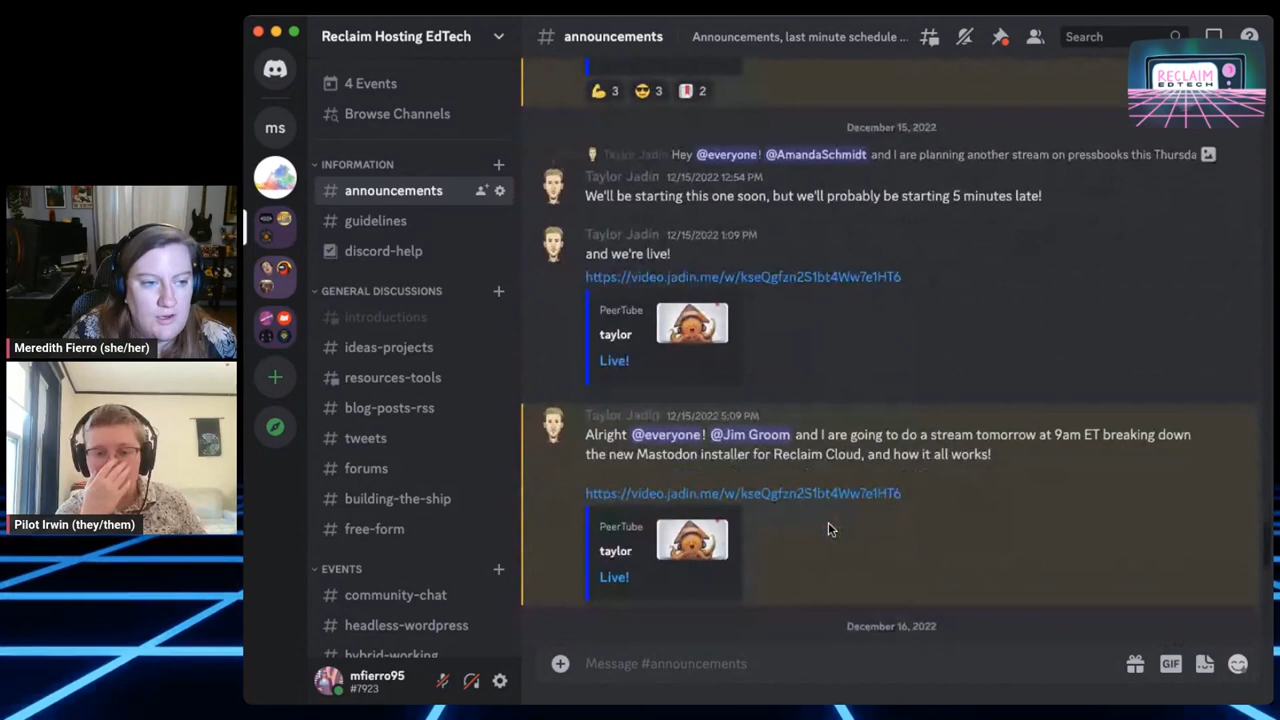 Reclaim Hosting EdTech
announcements
Announcements, last minute schedule ...
Search
RECLAIM
EDTECH
4 Events
Browse Channels
INFORMATION
announcements
guidelines
discord-help
GENERAL DISCUSSIONS
introductions
ideas-projects
resources-tools
blog-posts-rss
tweets
forums
building-the-ship
free-form
EVENTS
community-chat
headless-wordpress
hybrid-working
mfierro95
#7923
ms
Meredith Fierro (she/her)
Pilot Irwin (they/them)
3
3
2
December 15, 2022
Taylor Jadin Hey @everyone! @AmandaSchmidt and I are planning another stream on pressbooks this Thursda
Taylor Jadin 12/15/2022 12:54 PM
We'll be starting this one soon, but we'll probably be starting 5 minutes late!
Taylor Jadin 12/15/2022 1:09 PM
and we're live!
https://video.jadin.me/w/kseQgfzn2S1bt4Ww7e1HT6
PeerTube
taylor
Live!
Taylor Jadin 12/15/2022 5:09 PM
Alright @everyone! @Jim Groom and I are going to do a stream tomorrow at 9am ET breaking down
the new Mastodon installer for Reclaim Cloud, and how it all works!
https://video.jadin.me/w/kseQgfzn2S1bt4Ww7e1HT6
PeerTube
taylor
Live!
December 16, 2022
Message #announcements
GIF